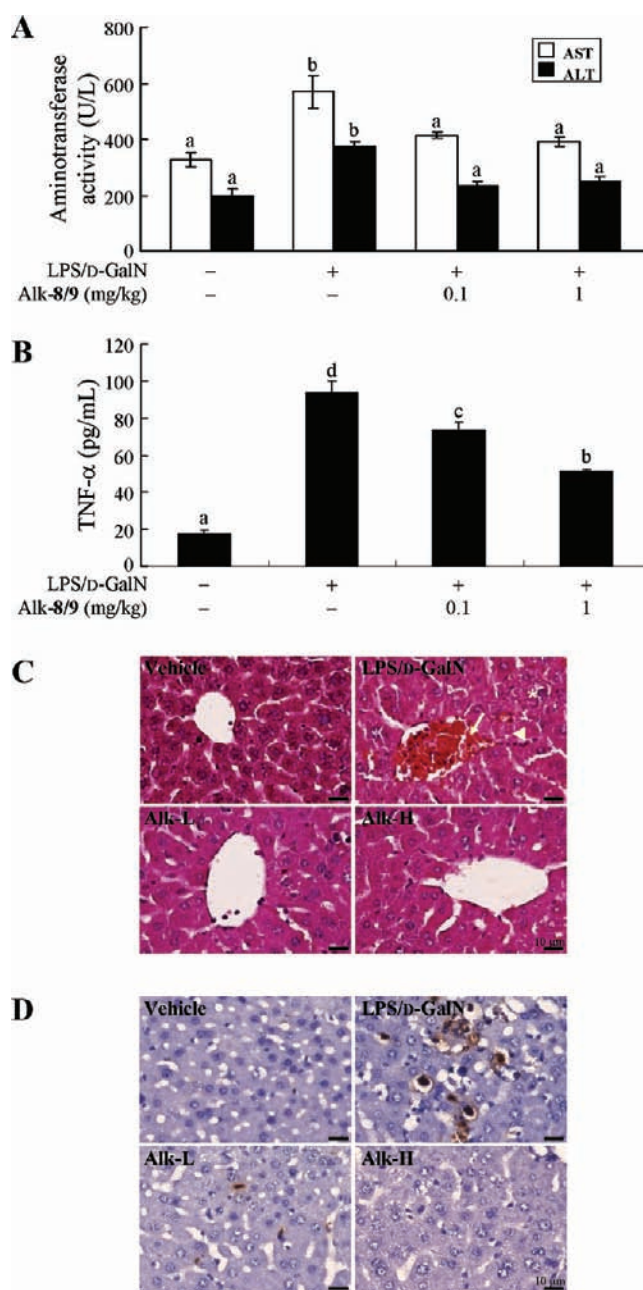 A
800
600
400
200
0
Aminotransferase
activity (U/L)
AST
ALT
a
a
b
b
a
a
a
a
LPS/D-GalN – + + +
Alk-8/9 (mg/kg) – – 0.1 1
B
120
100
80
60
40
20
0
TNF-α (pg/mL)
a
d
c
b
LPS/D-GalN – + + +
Alk-8/9 (mg/kg) – – 0.1 1
C
Vehicle
LPS/D-GalN
*
Alk-L
Alk-H
10 μm
D
Vehicle
LPS/D-GalN
Alk-L
Alk-H
10 μm